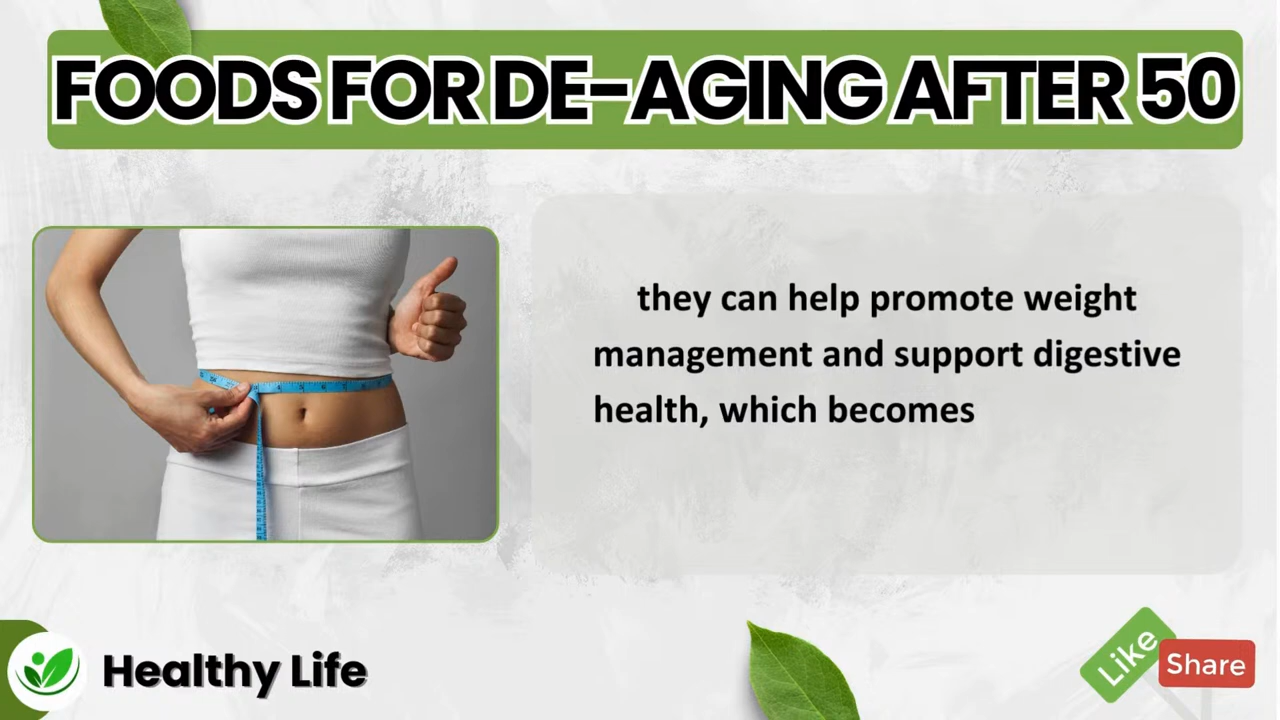 FOODS FOR DE-AGING AFTER 50
they can help promote weight
management and support digestive
health, which becomes
Healthy Life
Like
Share